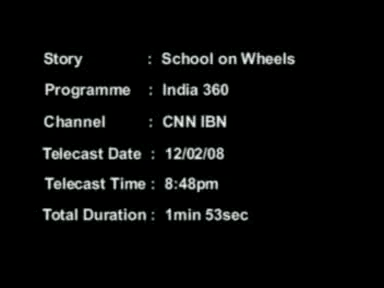 Story : School on Wheels
Programme : India 360
Channel : CNN IBN
Telecast Date : 12/02/08
Telecast Time : 8:48pm
Total Duration : 1min 53sec